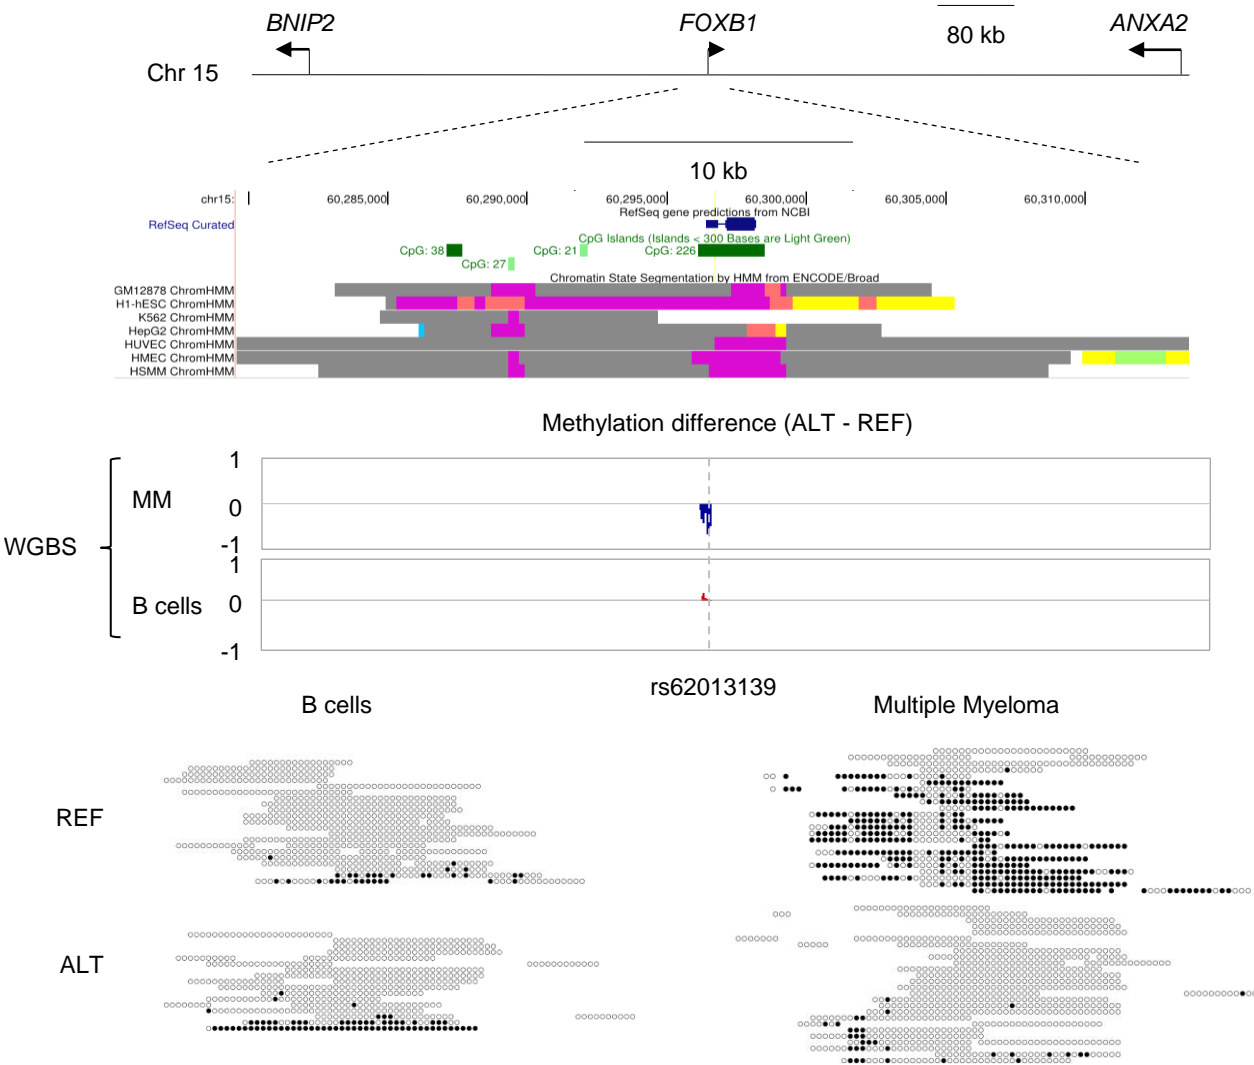 BNIP2 FOXB1 ANXA2
80 kb
Chr 15
10 kb
chr15: 60,285,000 60,290,000 60,295,000 60,300,000 60,305,000 60,310,000
RefSeq gene predictions from NCBI
RefSeq Curated
CpG Islands (Islands < 300 Bases are Light Green)
CpG: 38 CpG: 21 CpG: 226
CpG: 27
Chromatin State Segmentation by HMM from ENCODE/Broad
GM12878 ChromHMM
H1-hESC ChromHMM
K562 ChromHMM
HepG2 ChromHMM
HUVEC ChromHMM
HMEC ChromHMM
HSMM ChromHMM
Methylation difference (ALT - REF)
1
MM 0
-1
WGBS
1
B cells 0
-1
rs62013139
B cells Multiple Myeloma
REF
ALT